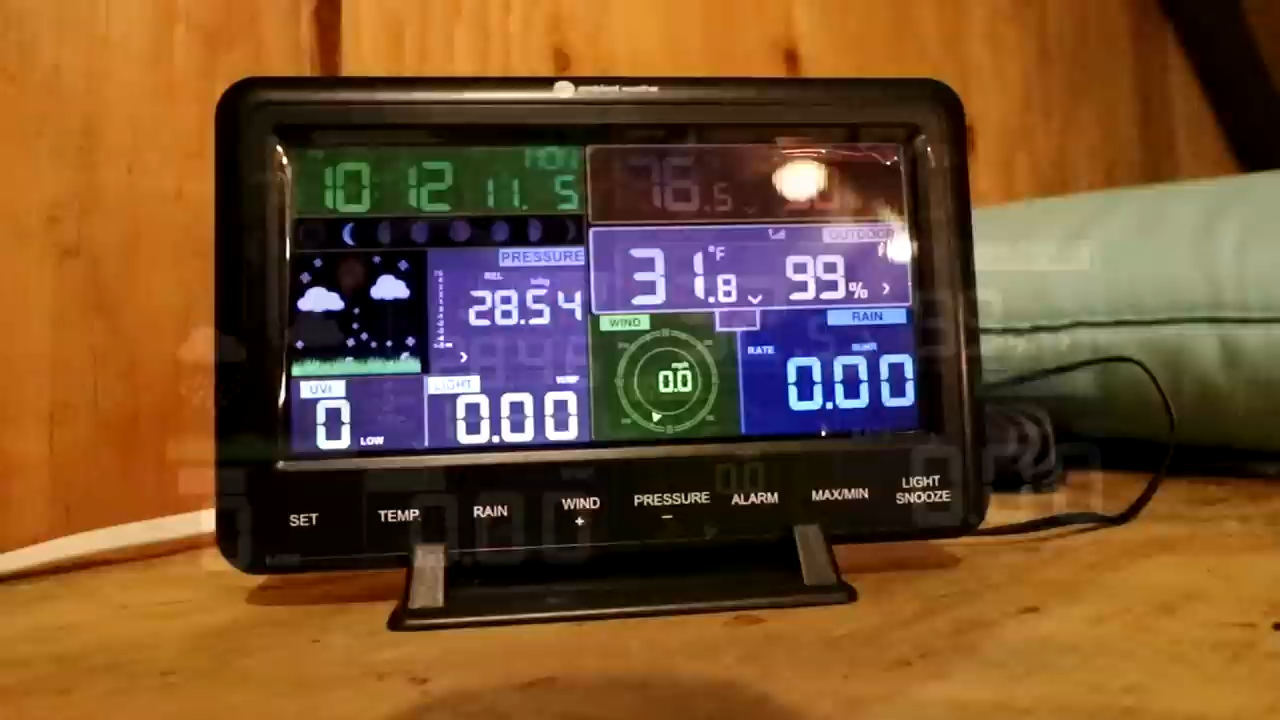 ambient weather
10 12 11. 5
76.5
OUTDOOR
31.8 °F 99%
PRESSURE
REL
28.54
WIND
mph
0.0
RAIN
RATE
0.00
UVI
0 LOW
LIGHT
0.00
SET TEMP. RAIN WIND + PRESSURE − ALARM MAX/MIN LIGHT SNOOZE